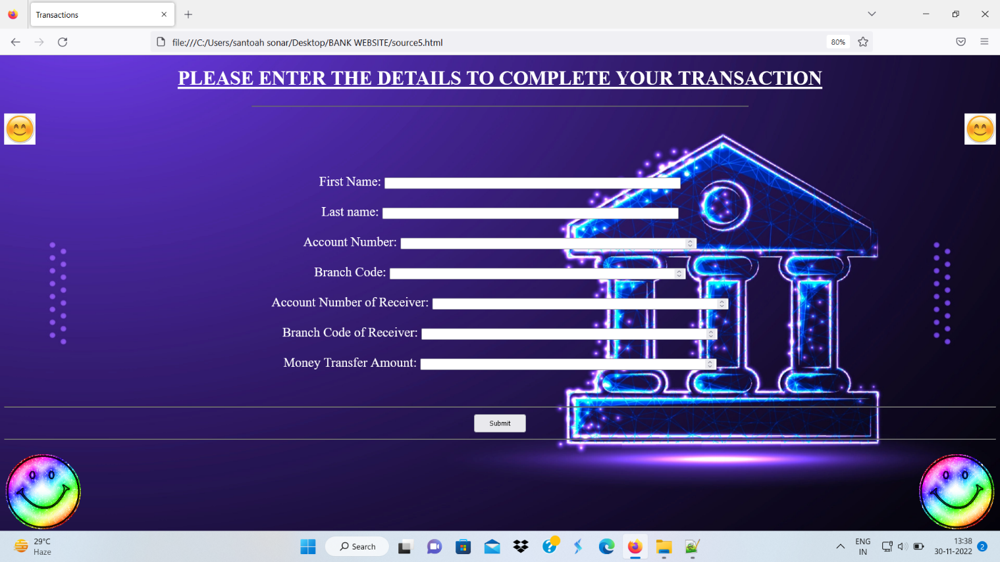 Transactions
file:///C:/Users/santoah sonar/Desktop/BANK WEBSITE/source5.html
80%
PLEASE ENTER THE DETAILS TO COMPLETE YOUR TRANSACTION
First Name:
Last name:
Account Number:
Branch Code:
Account Number of Receiver:
Branch Code of Receiver:
Money Transfer Amount:
Submit
29°C
Haze
Search
ENG
IN
13:38
30-11-2022
2